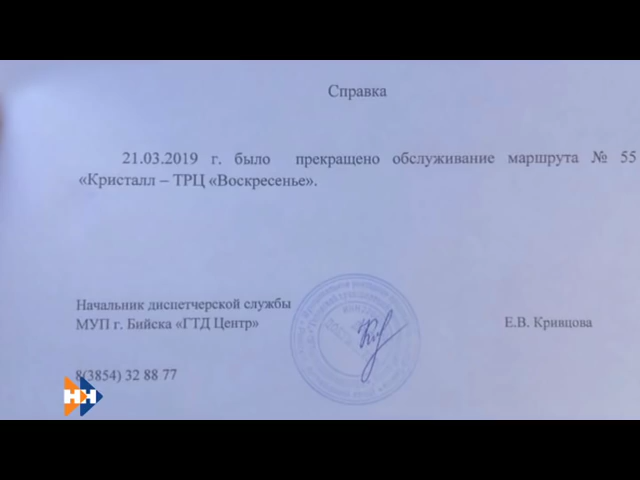 Справка
21.03.2019 г. было прекращено обслуживание маршрута № 55
«Кристалл – ТРЦ «Воскресенье».
Начальник диспетчерской службы
МУП г. Бийска «ГТД Центр»
Е.В. Кривцова
8(3854) 32 88 77
НН